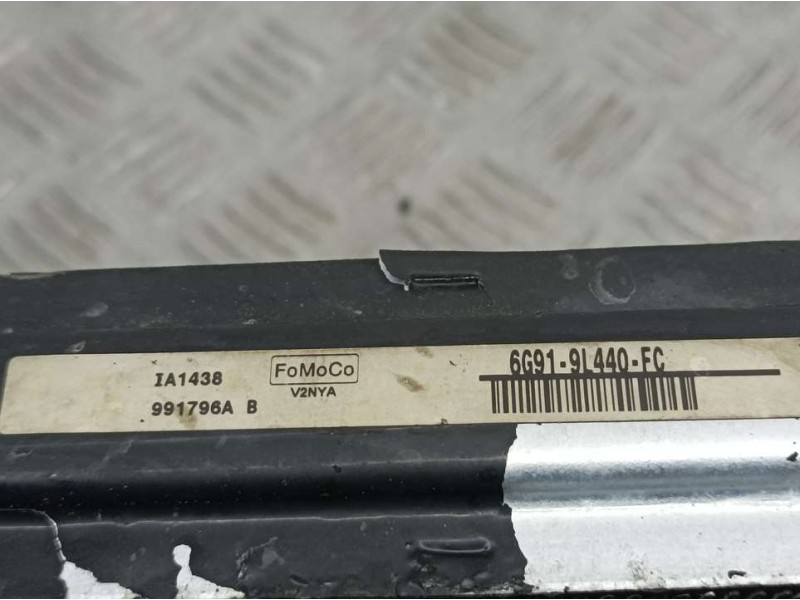 IA1438
991796A B
FoMoCo
V2NYA
6G91-9L440-FC